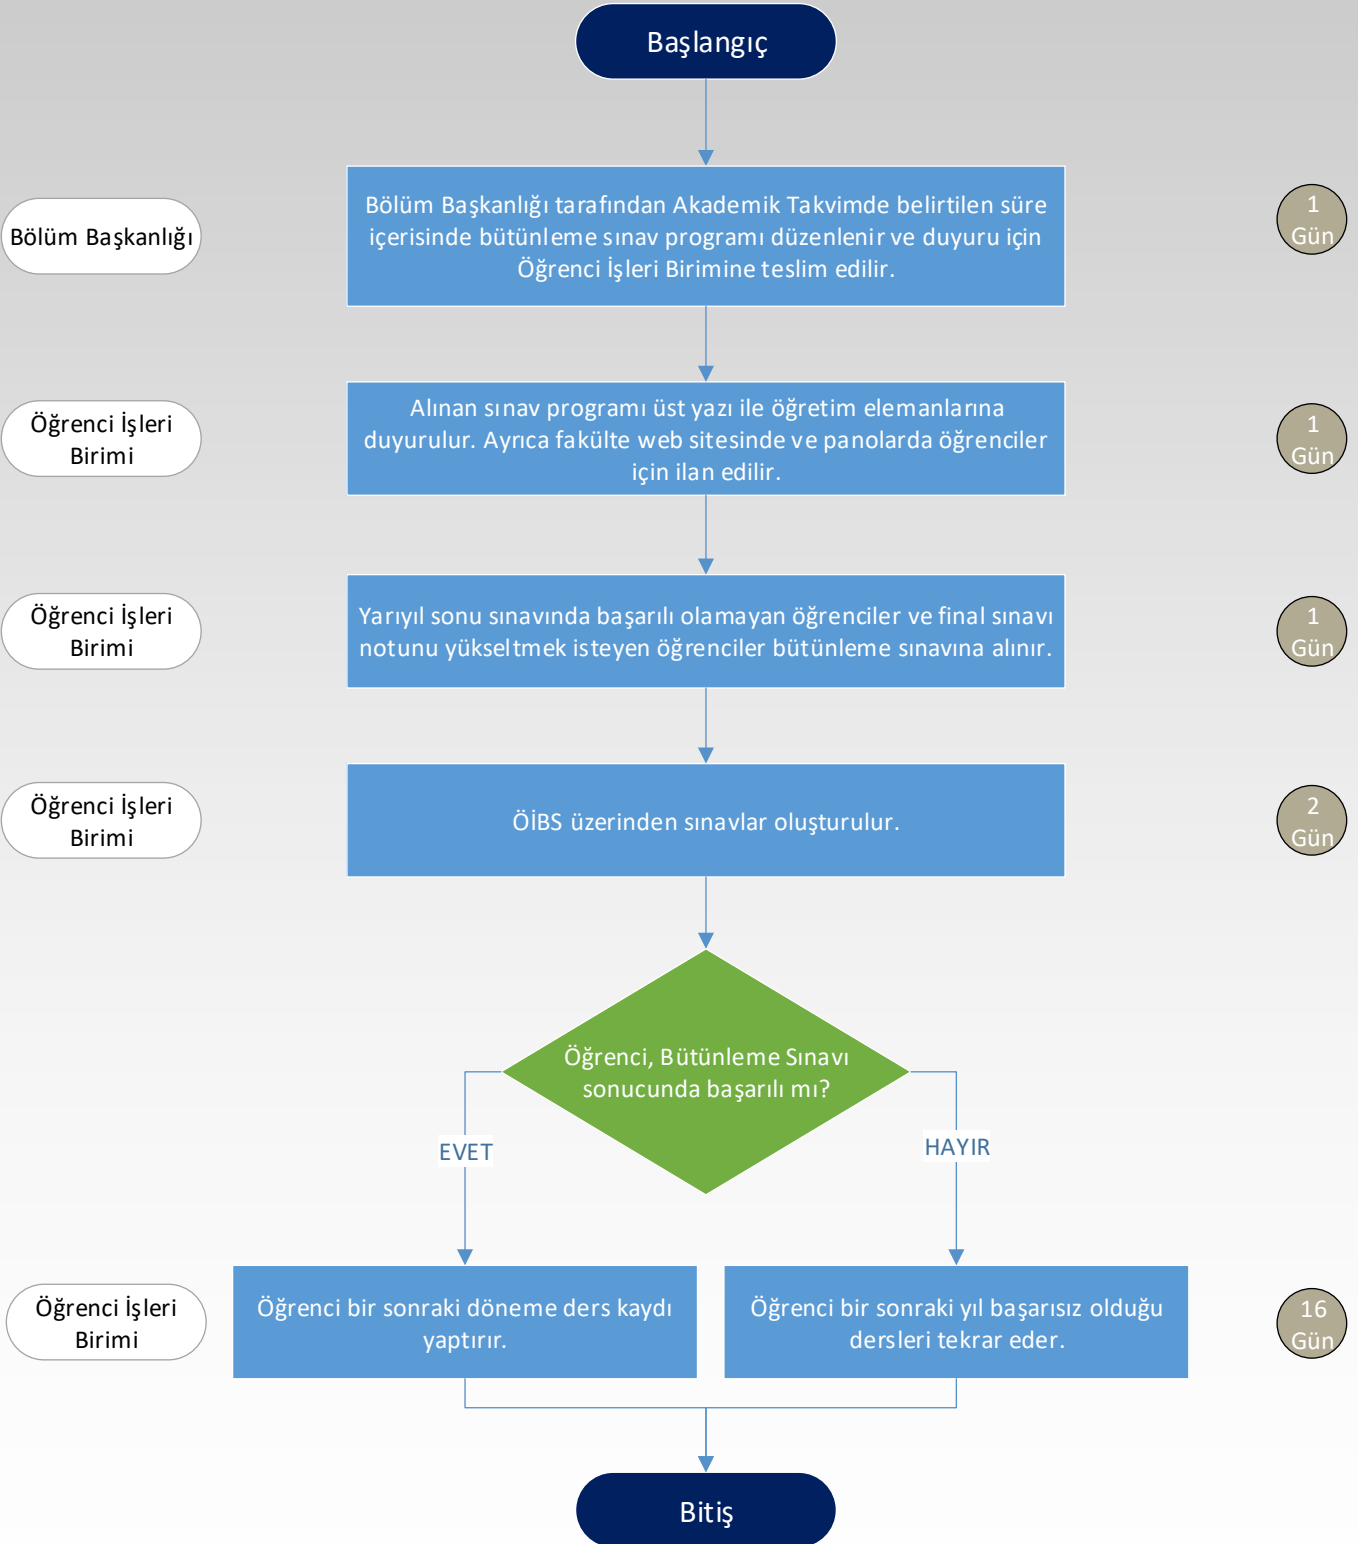 Başlangıç
Bölüm Başkanlığı
Bölüm Başkanlığı tarafından Akademik Takvimde belirtilen süre
içerisinde bütünleme sınav programı düzenlenir ve duyuru için
Öğrenci İşleri Birimine teslim edilir.
1
Gün
Öğrenci İşleri
Birimi
Alınan sınav programı üst yazı ile öğretim elemanlarına
duyurulur. Ayrıca fakülte web sitesinde ve panolarda öğrenciler
için ilan edilir.
1
Gün
Öğrenci İşleri
Birimi
Yarıyıl sonu sınavında başarılı olamayan öğrenciler ve final sınavı
notunu yükseltmek isteyen öğrenciler bütünleme sınavına alınır.
1
Gün
Öğrenci İşleri
Birimi
ÖİBS üzerinden sınavlar oluşturulur.
2
Gün
Öğrenci, Bütünleme Sınavı
sonucunda başarılı mı?
EVET
HAYIR
Öğrenci İşleri
Birimi
Öğrenci bir sonraki döneme ders kaydı
yaptırır.
Öğrenci bir sonraki yıl başarısız olduğu
dersleri tekrar eder.
16
Gün
Bitiş